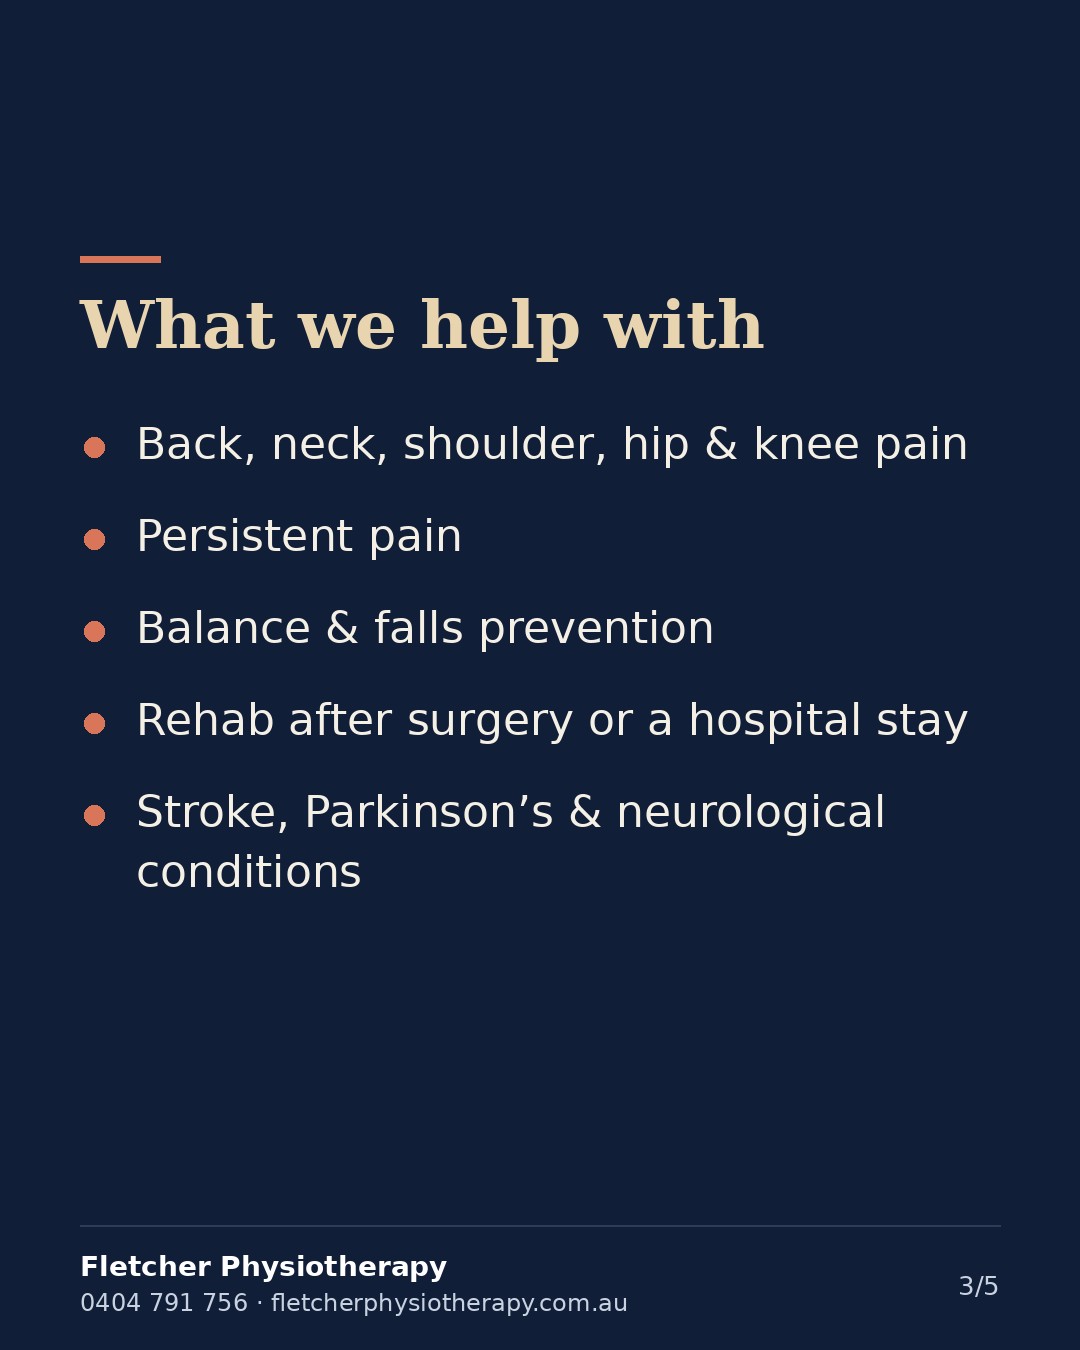 What we help with
Back, neck, shoulder, hip & knee pain
Persistent pain
Balance & falls prevention
Rehab after surgery or a hospital stay
Stroke, Parkinson’s & neurological
conditions
Fletcher Physiotherapy
0404 791 756 · fletcherphysiotherapy.com.au
3/5